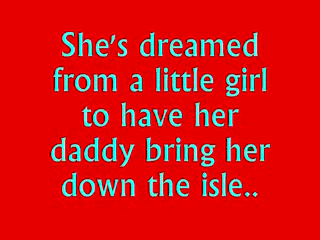 She's dreamed
from a little girl
to have her
daddy bring her
down the isle..